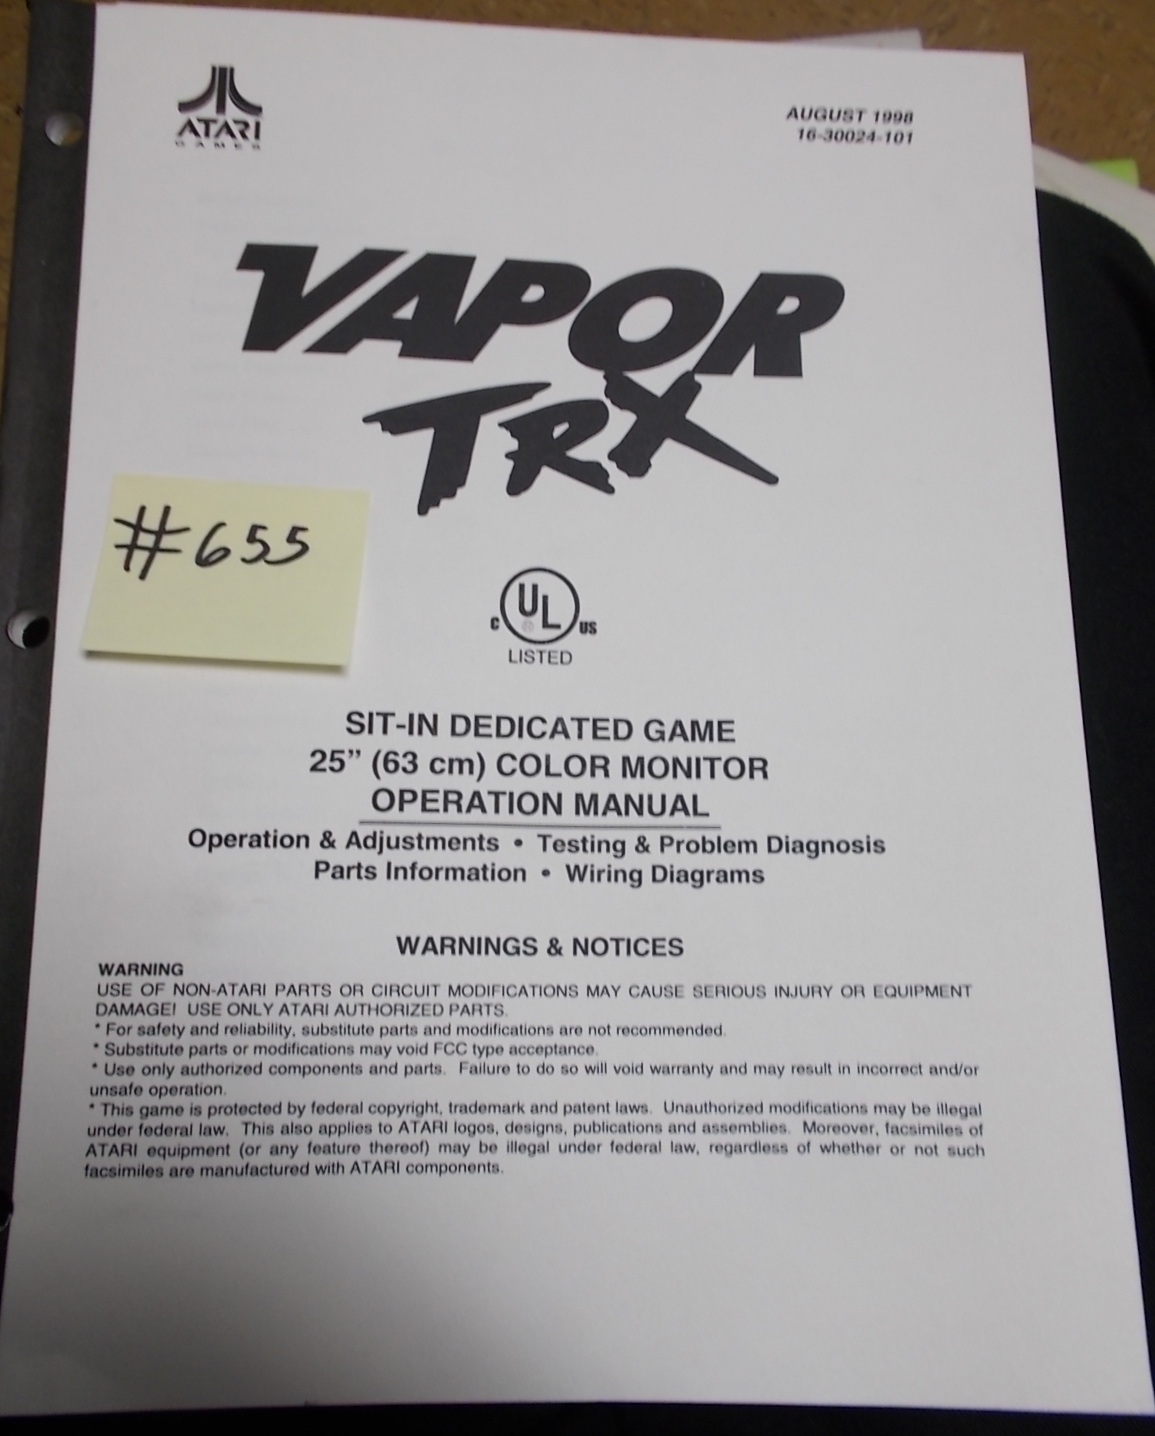 ATARI
GAMES
AUGUST 1998
16-30024-101
VAPOR
TRX
#655
C UL ® US
LISTED
SIT-IN DEDICATED GAME
25” (63 cm) COLOR MONITOR
OPERATION MANUAL
Operation & Adjustments • Testing & Problem Diagnosis
Parts Information • Wiring Diagrams
WARNINGS & NOTICES
WARNING
USE OF NON-ATARI PARTS OR CIRCUIT MODIFICATIONS MAY CAUSE SERIOUS INJURY OR EQUIPMENT
DAMAGE! USE ONLY ATARI AUTHORIZED PARTS.
* For safety and reliability, substitute parts and modifications are not recommended.
* Substitute parts or modifications may void FCC type acceptance.
* Use only authorized components and parts. Failure to do so will void warranty and may result in incorrect and/or
unsafe operation.
* This game is protected by federal copyright, trademark and patent laws. Unauthorized modifications may be illegal
under federal law. This also applies to ATARI logos, designs, publications and assemblies. Moreover, facsimiles of
ATARI equipment (or any feature thereof) may be illegal under federal law, regardless of whether or not such
facsimiles are manufactured with ATARI components.